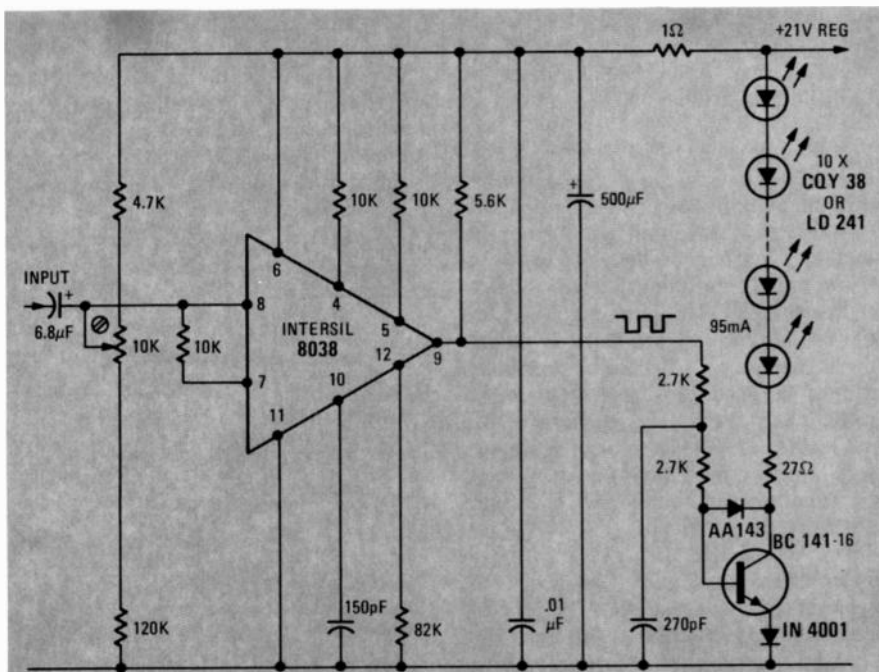 1Ω
+21V REG
4.7K
10K
10K
5.6K
500µF
+
10 X
CQY 38
OR
LD 241
INPUT
+
6.8µF
10K
10K
6
4
8
5
INTERSIL
8038
7
12
9
10
11
95mA
2.7K
2.7K
27Ω
AA143
BC 141-16
120K
150pF
82K
.01
µF
270pF
IN 4001